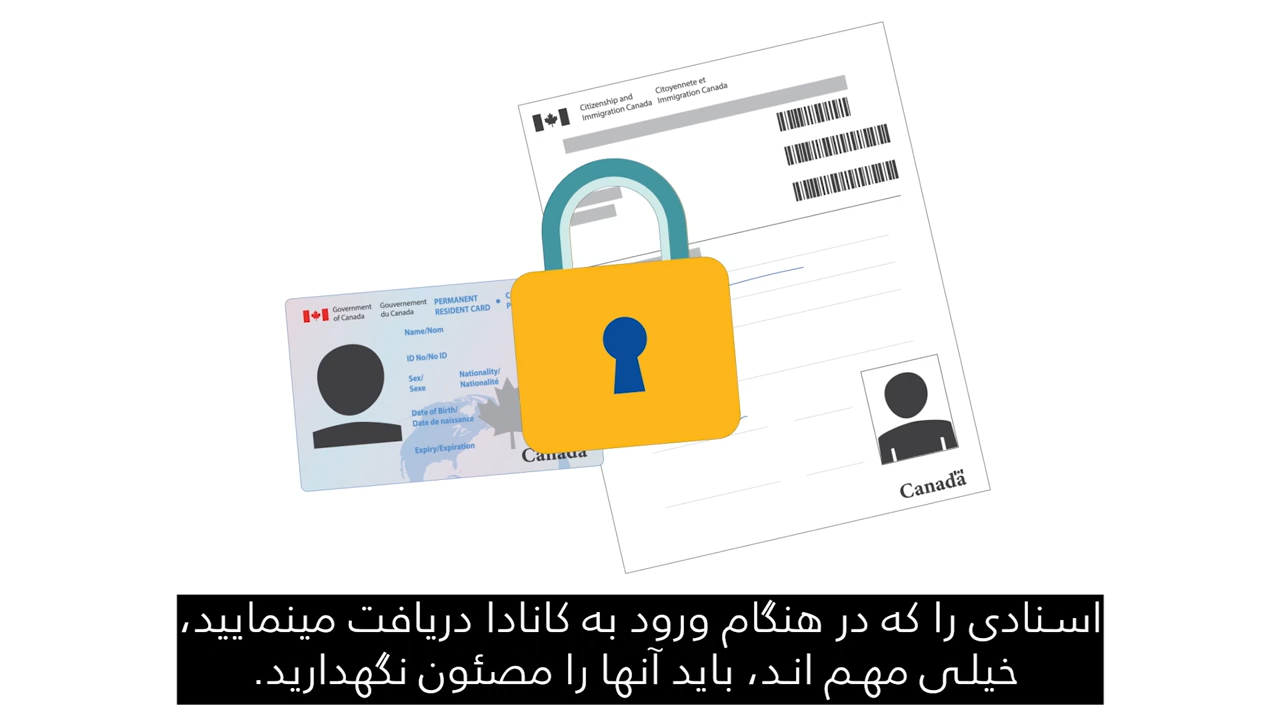 Citizenship and
Immigration Canada
Citoyennete et
Immigration Canada
Government
of Canada
Gouvernement
du Canada
PERMANENT
RESIDENT CARD
Name/Nom
ID No/No ID
Sex/
Sexe
Nationality/
Nationalité
Date of Birth/
Date de naissance
Expiry/Expiration
Canada
Canada
اسنادی را که در هنگام ورود به کانادا دریافت مینمایید،
خیلی مهم اند، باید آنها را مصئون نگهدارید.